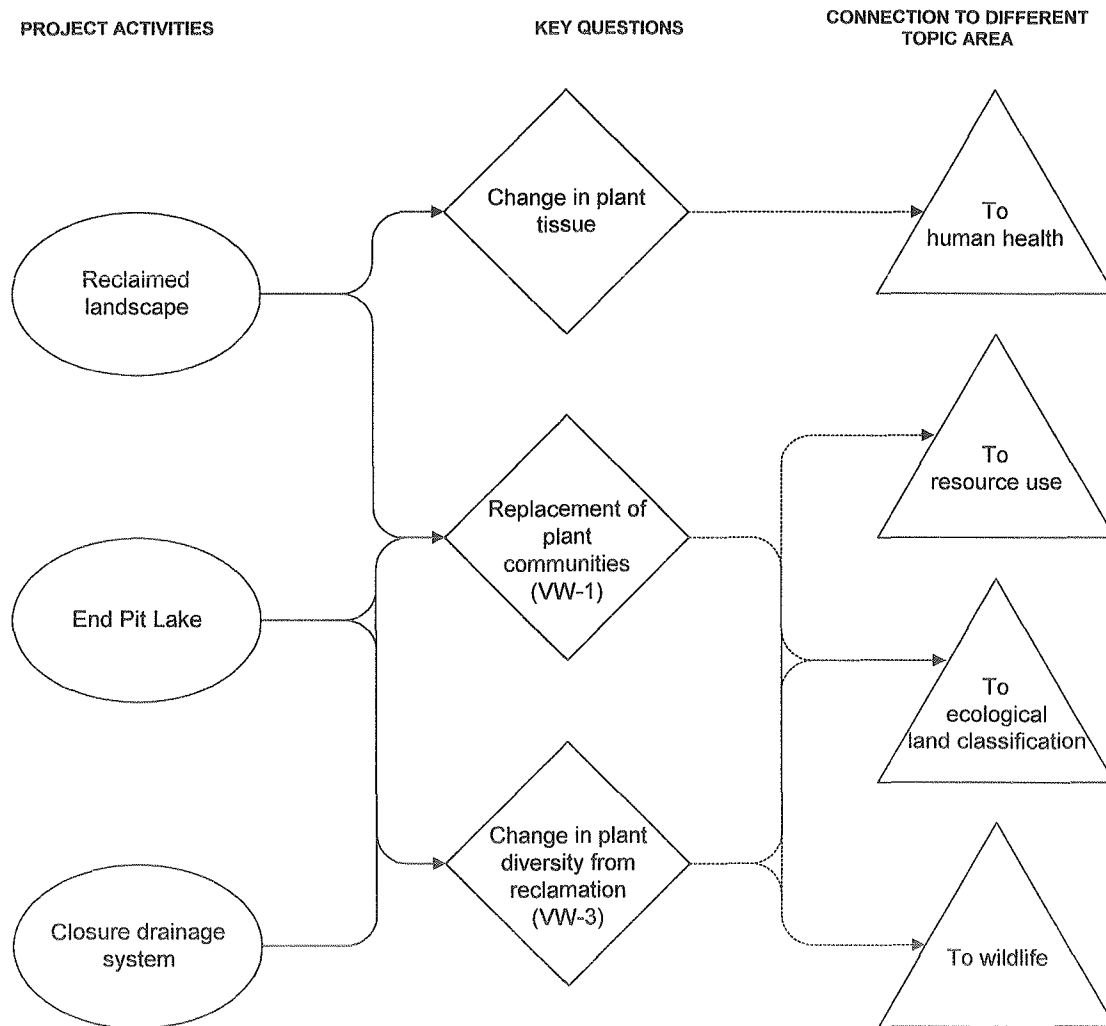 PROJECT ACTIVITIES
KEY QUESTIONS
CONNECTION TO DIFFERENT
TOPIC AREA
Reclaimed
landscape
End Pit Lake
Closure drainage
system
Change in plant
tissue
Replacement of
plant
communities
(VW-1)
Change in plant
diversity from
reclamation
(VW-3)
To
human health
To
resource use
To
ecological
land classification
To wildlife